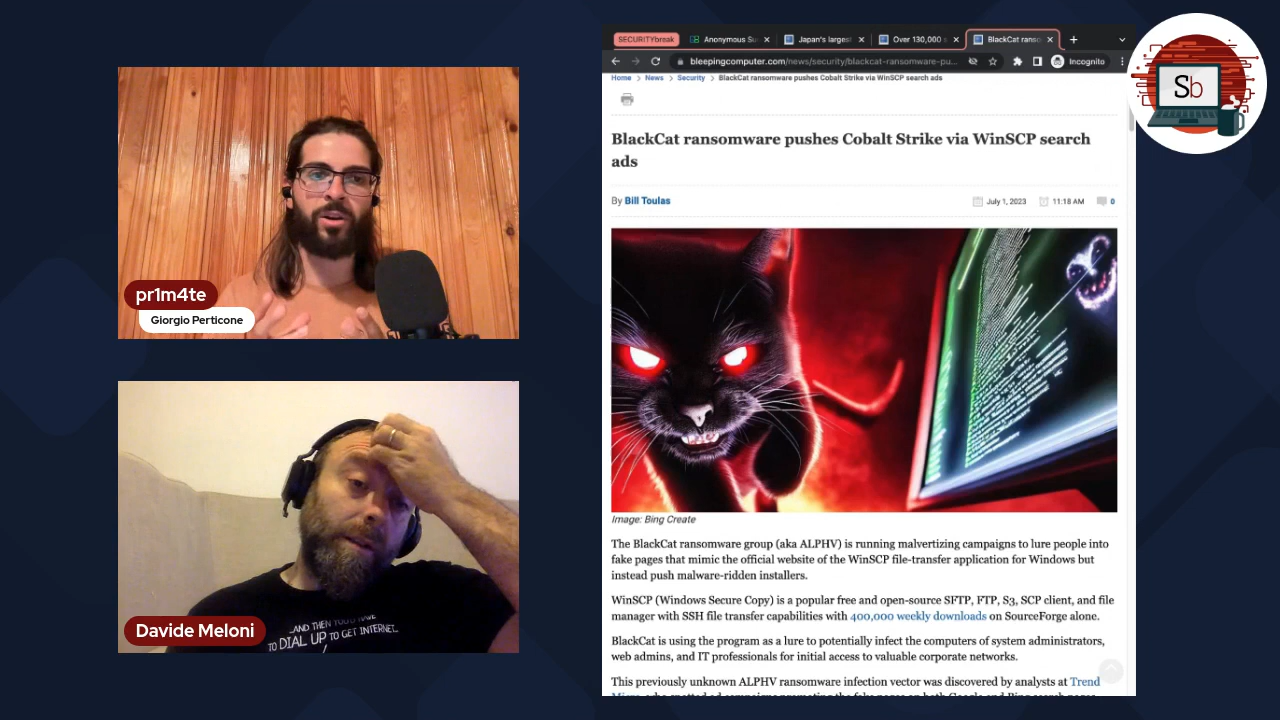 pr1m4te
Giorgio Perticone
...AND THEN YOU'D HAVE
TO DIAL UP TO GET INTERNET...
Davide Meloni
SECURITYbreak
Anonymous Su
Japan's largest
Over 130,000 s
BlackCat ranso
bleepingcomputer.com/news/security/blackcat-ransomware-pu...
Incognito
Home > News > Security > BlackCat ransomware pushes Cobalt Strike via WinSCP search ads
BlackCat ransomware pushes Cobalt Strike via WinSCP search
ads
By Bill Toulas
July 1, 2023
11:18 AM
0
Image: Bing Create
The BlackCat ransomware group (aka ALPHV) is running malvertizing campaigns to lure people into
fake pages that mimic the official website of the WinSCP file-transfer application for Windows but
instead push malware-ridden installers.
WinSCP (Windows Secure Copy) is a popular free and open-source SFTP, FTP, S3, SCP client, and file
manager with SSH file transfer capabilities with 400,000 weekly downloads on SourceForge alone.
BlackCat is using the program as a lure to potentially infect the computers of system administrators,
web admins, and IT professionals for initial access to valuable corporate networks.
This previously unknown ALPHV ransomware infection vector was discovered by analysts at Trend
Sb